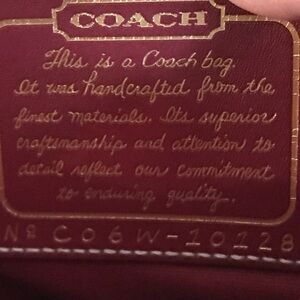 COACH
This is a Coach bag.
It was handcrafted from the
finest materials. Its superior
craftsmanship and attention to
detail reflect our commitment
to enduring quality.
Nº C06W-10128